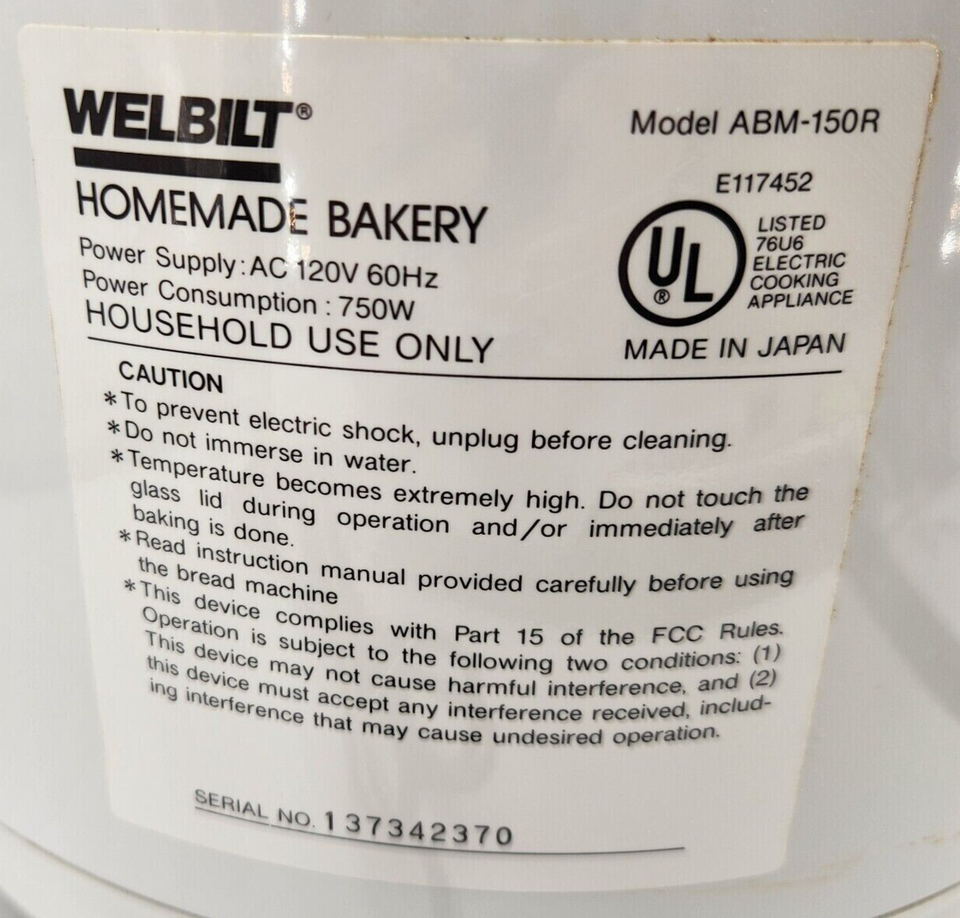 WELBILT®
HOMEMADE BAKERY
Power Supply: AC 120V 60Hz
Power Consumption : 750W
HOUSEHOLD USE ONLY
Model ABM-150R
E117452
UL®
LISTED
76U6
ELECTRIC
COOKING
APPLIANCE
MADE IN JAPAN
CAUTION
*To prevent electric shock, unplug before cleaning.
*Do not immerse in water.
*Temperature becomes extremely high. Do not touch the
glass lid during operation and/or immediately after
baking is done.
*Read instruction manual provided carefully before using
the bread machine
*This device complies with Part 15 of the FCC Rules.
Operation is subject to the following two conditions: (1)
This device may not cause harmful interference, and (2)
this device must accept any interference received, includ-
ing interference that may cause undesired operation.
SERIAL NO. 137342370